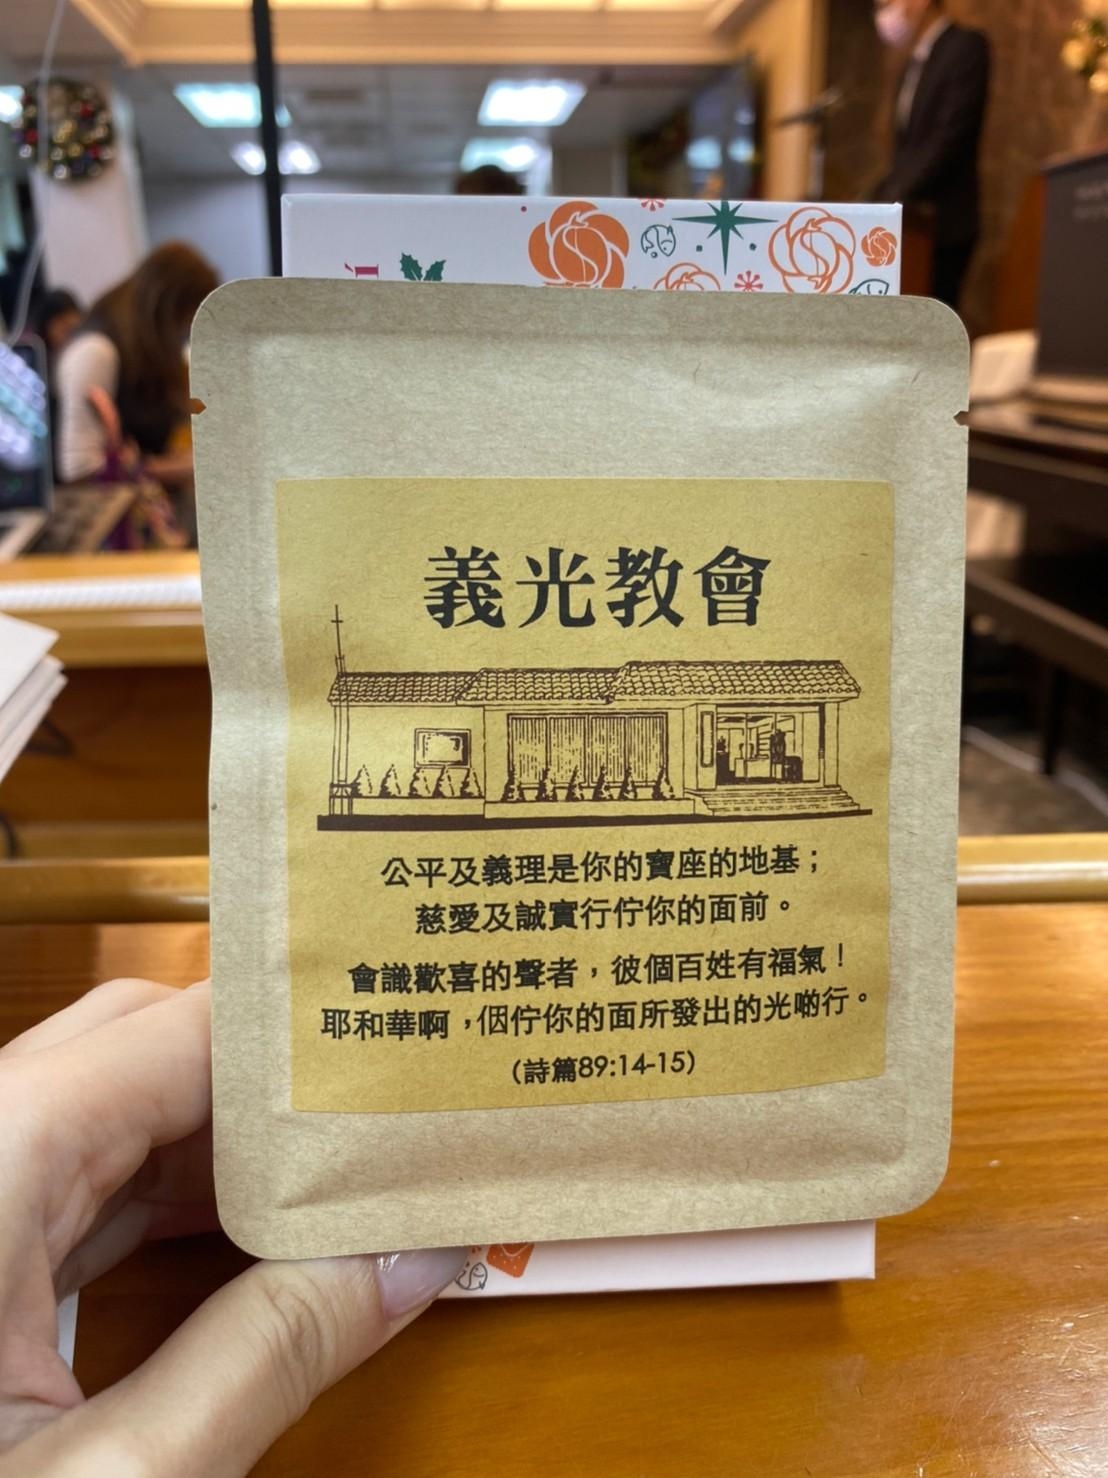 義光教會
公平及義理是你的寶座的地基；
慈愛及誠實行佇你的面前。
會識歡喜的聲者，彼個百姓有福氣！
耶和華啊，佪佇你的面所發出的光啲行。
（詩篇89:14-15）